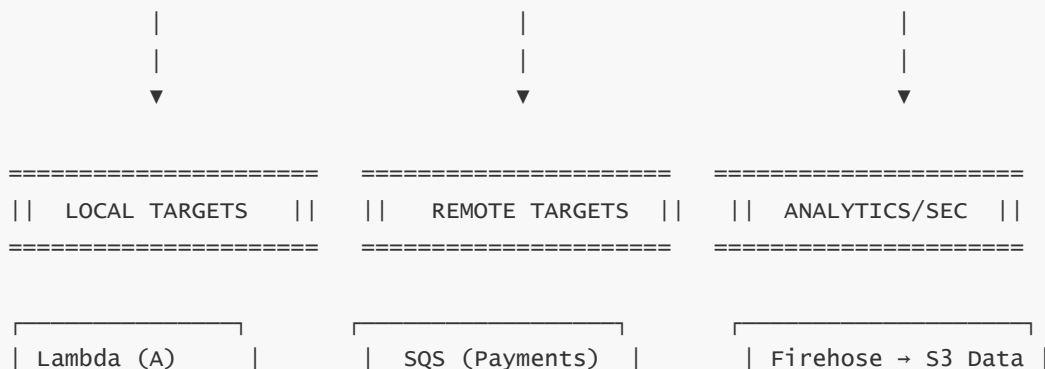 || LOCAL TARGETS || || REMOTE TARGETS || || ANALYTICS/SEC ||
| Lambda (A) | | SQS (Payments) | | Firehose → S3 Data |